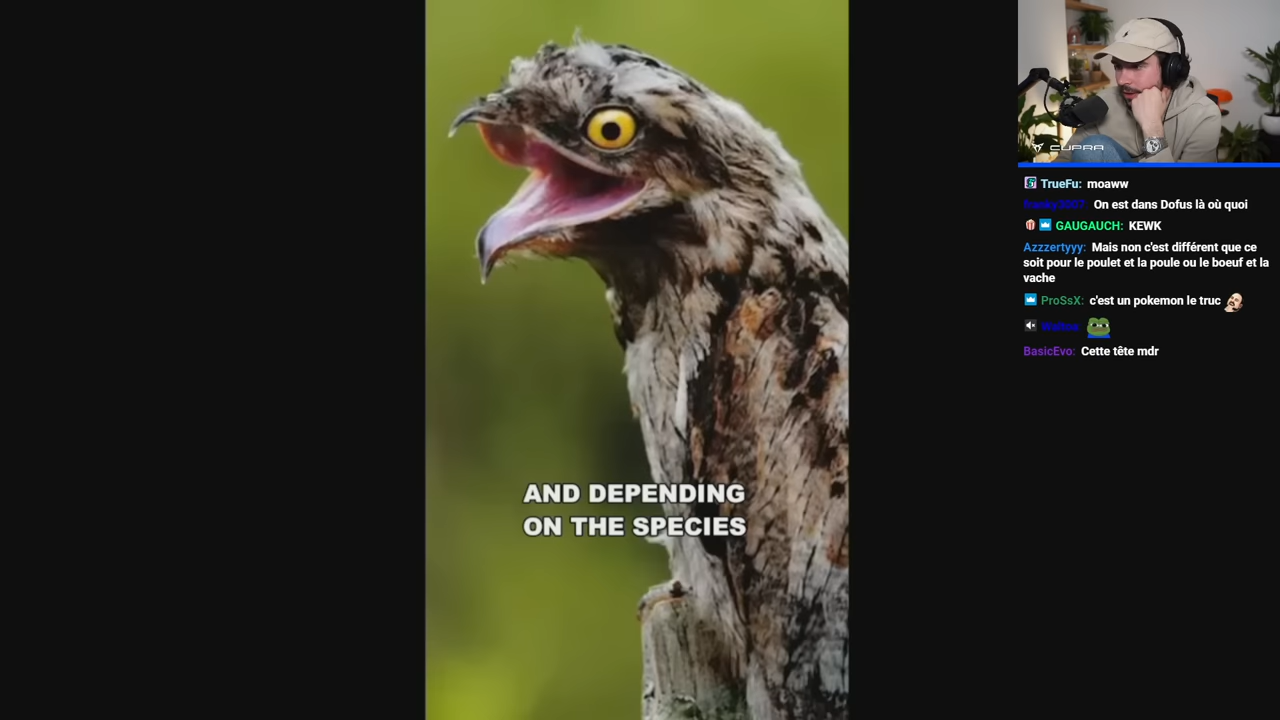 AND DEPENDING
ON THE SPECIES
CUPRA
TrueFu: moaww
franky3007: On est dans Dofus là où quoi
GAUGAUCH: KEWK
Azzzertyyy: Mais non c'est différent que ce
soit pour le poulet et la poule ou le boeuf et la
vache
ProSsX: c'est un pokemon le truc
BasicEvo: Cette tête mdr